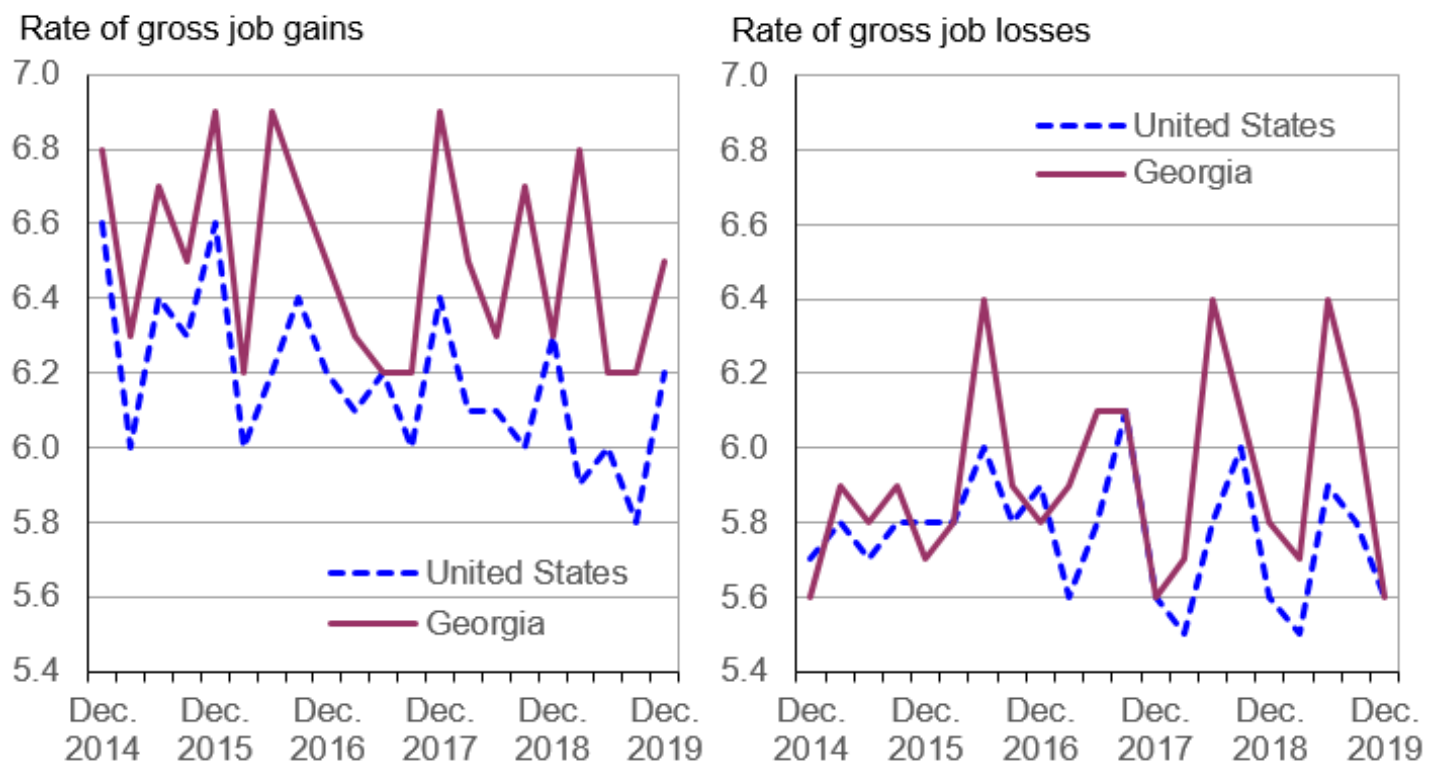 Rate of gross job gains
7.0
6.8
6.6
6.4
6.2
6.0
5.8
5.6
5.4
United States
Georgia
Dec. Dec. Dec. Dec. Dec. Dec.
2014 2015 2016 2017 2018 2019
Rate of gross job losses
7.0
6.8
6.6
6.4
6.2
6.0
5.8
5.6
5.4
United States
Georgia
Dec. Dec. Dec. Dec. Dec. Dec.
2014 2015 2016 2017 2018 2019